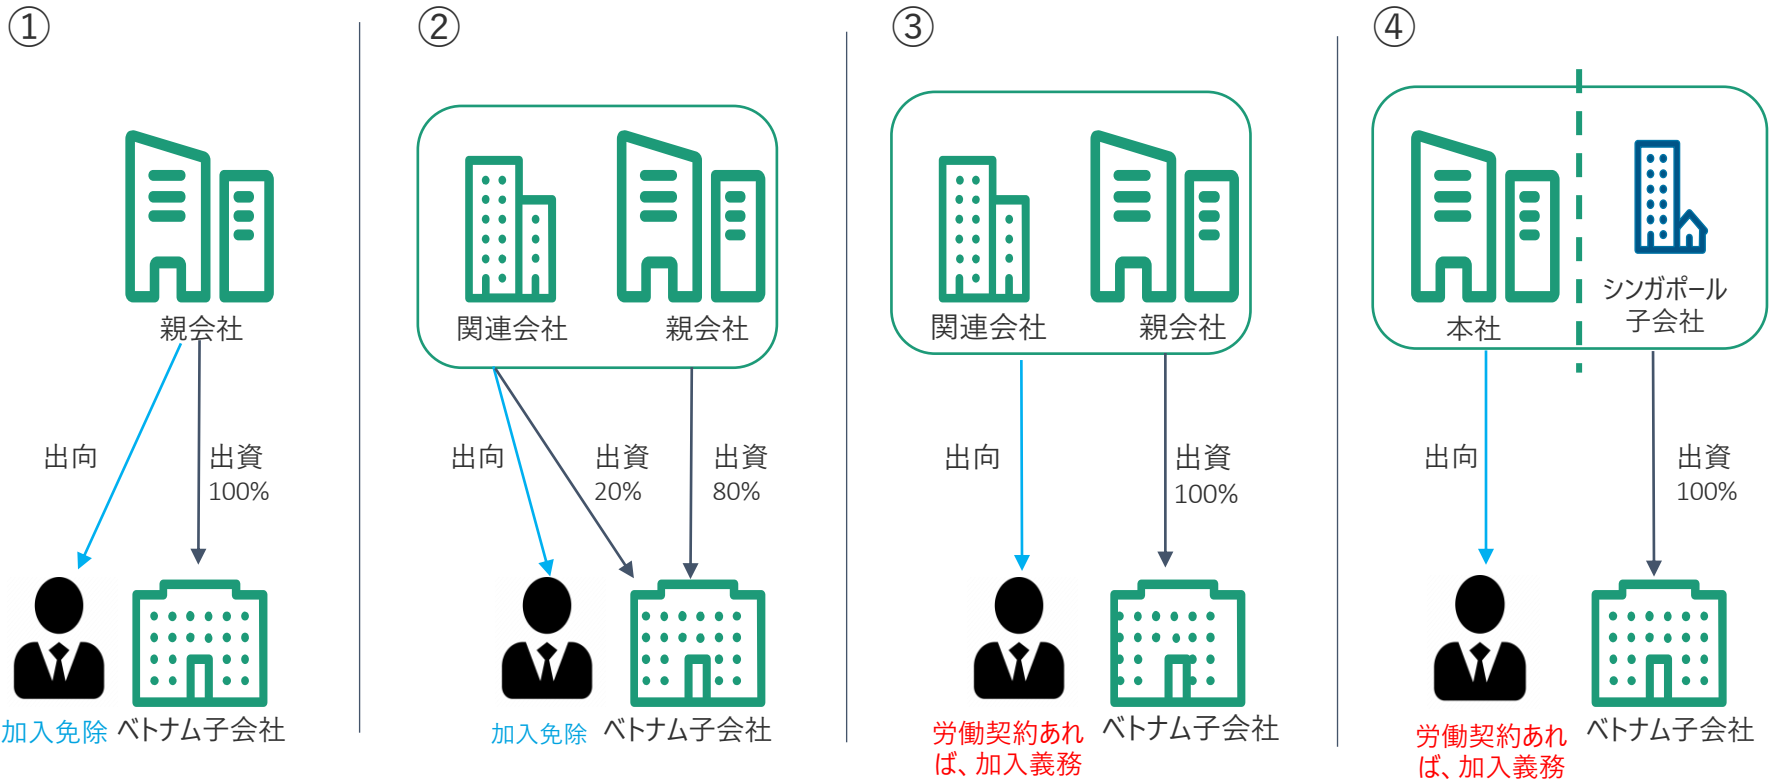 ①
親会社
出向
出資
100%
加入免除
ベトナム子会社
②
関連会社
親会社
出向
出資
20%
出資
80%
加入免除
ベトナム子会社
③
関連会社
親会社
出向
出資
100%
労働契約あれ
ば、加入義務
ベトナム子会社
④
本社
シンガポール
子会社
出向
出資
100%
労働契約あれ
ば、加入義務
ベトナム子会社